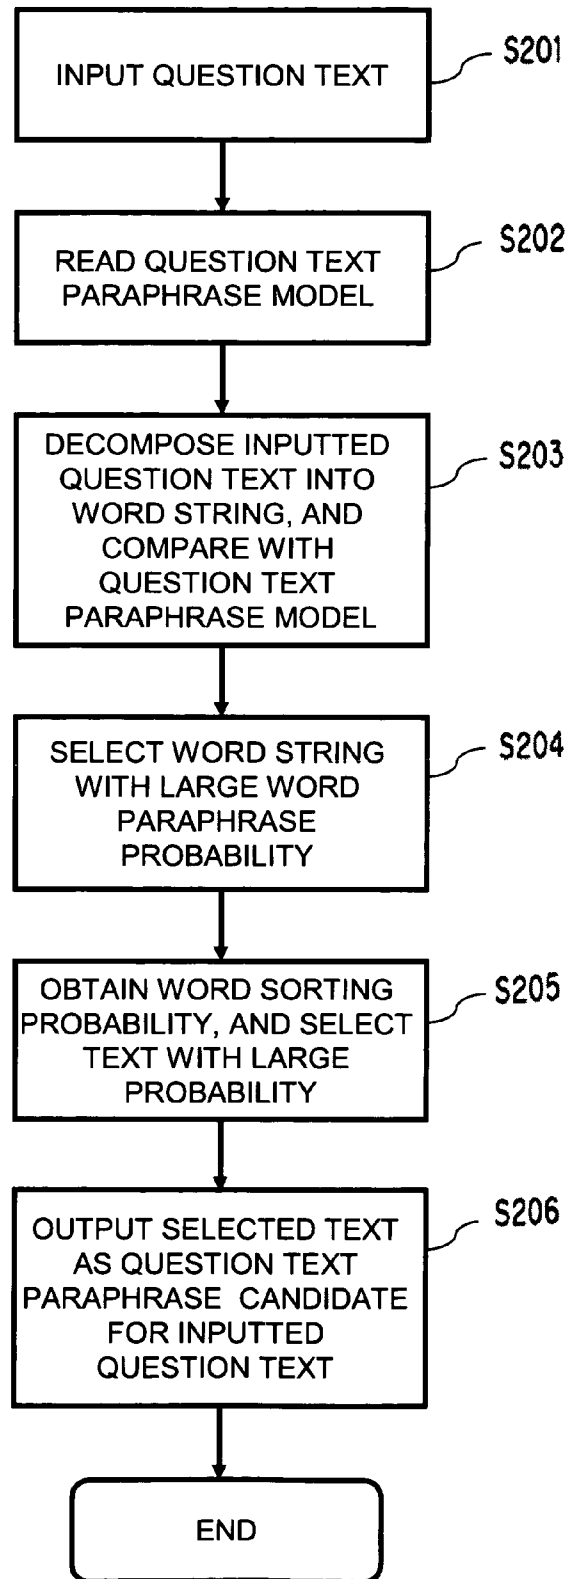 INPUT QUESTION TEXT
S201
READ QUESTION TEXT
PARAPHRASE MODEL
S202
DECOMPOSE INPUTTED
QUESTION TEXT INTO
WORD STRING, AND
COMPARE WITH
QUESTION TEXT
PARAPHRASE MODEL
S203
SELECT WORD STRING
WITH LARGE WORD
PARAPHRASE
PROBABILITY
S204
OBTAIN WORD SORTING
PROBABILITY, AND SELECT
TEXT WITH LARGE
PROBABILITY
S205
OUTPUT SELECTED TEXT
AS QUESTION TEXT
PARAPHRASE CANDIDATE
FOR INPUTTED
QUESTION TEXT
S206
END